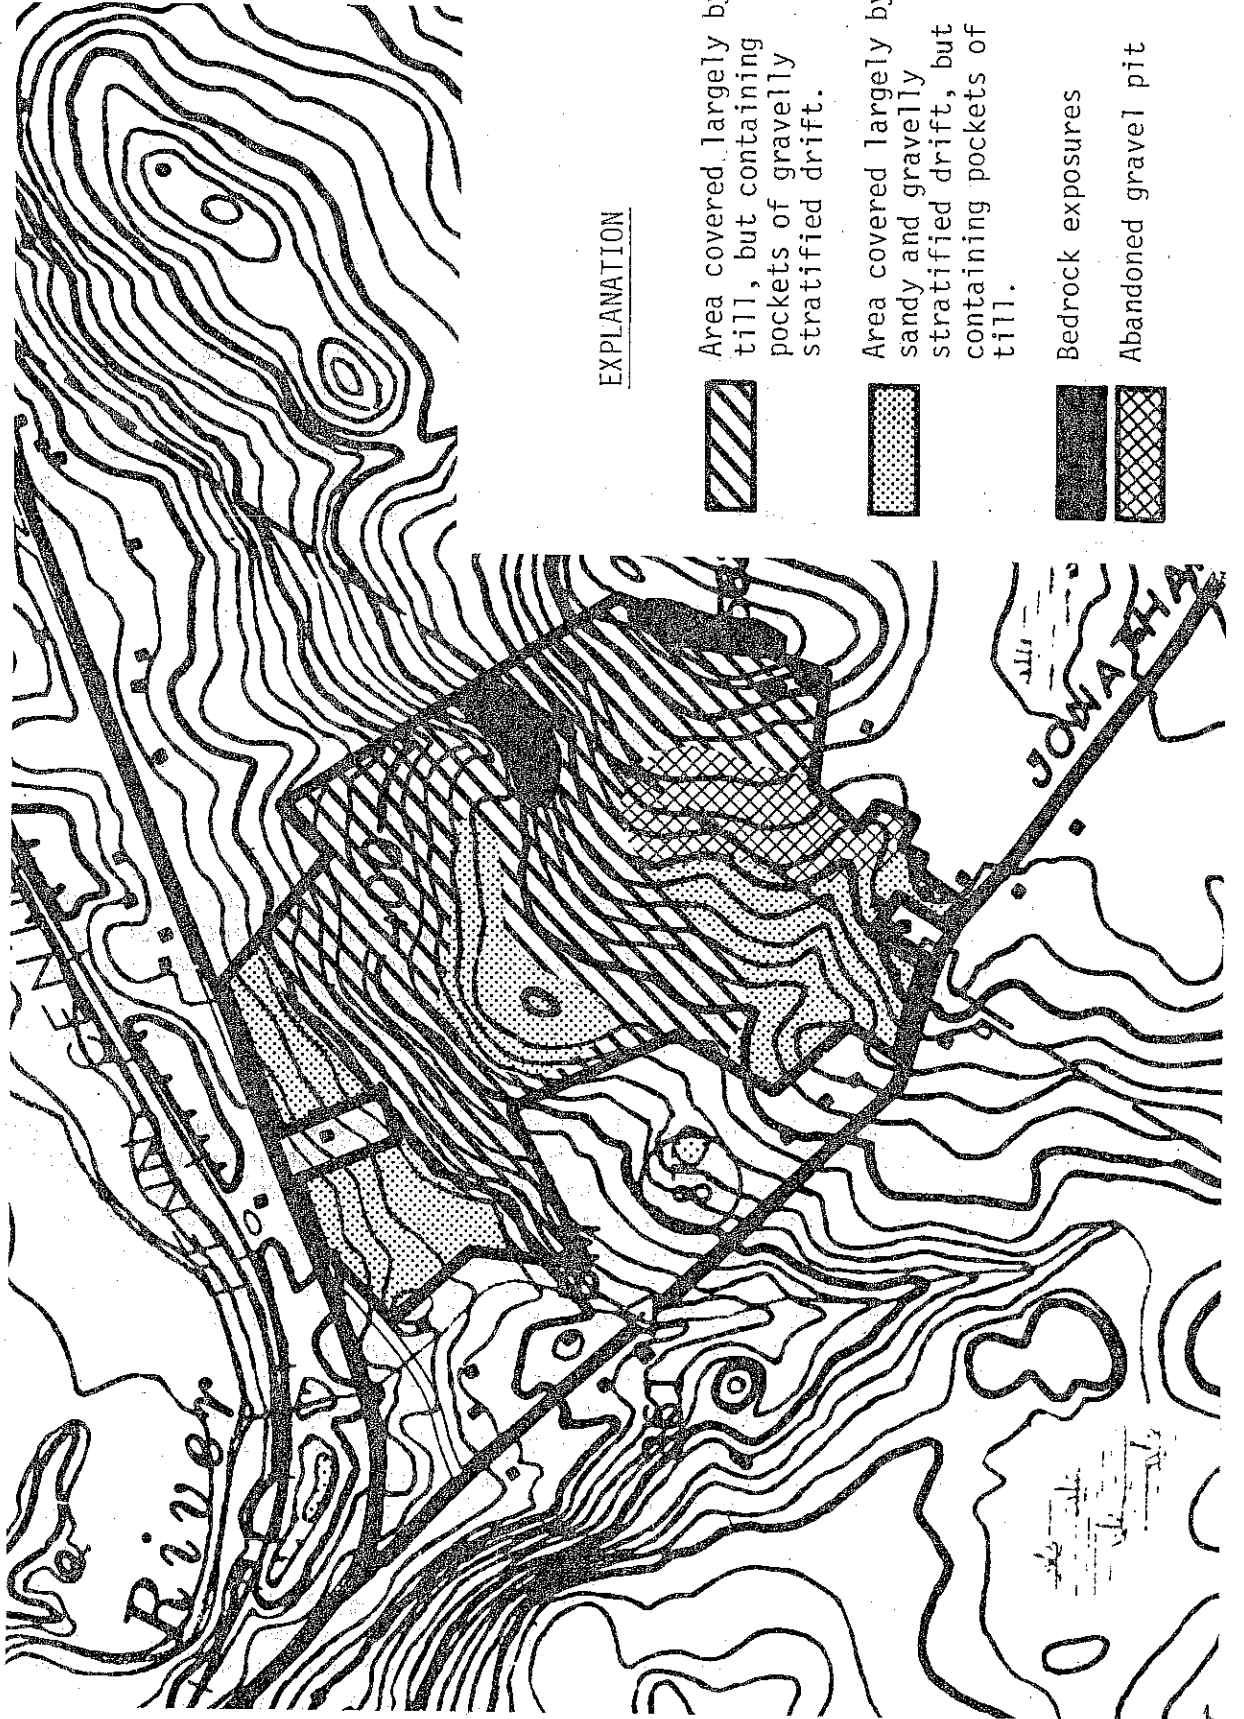 EXPLANATION
Area covered largely by
till, but containing
pockets of gravelly
stratified drift.
Area covered largely by
sandy and gravelly
stratified drift, but
containing pockets of
till.
Bedrock exposures
Abandoned gravel pit
River
JONATHA